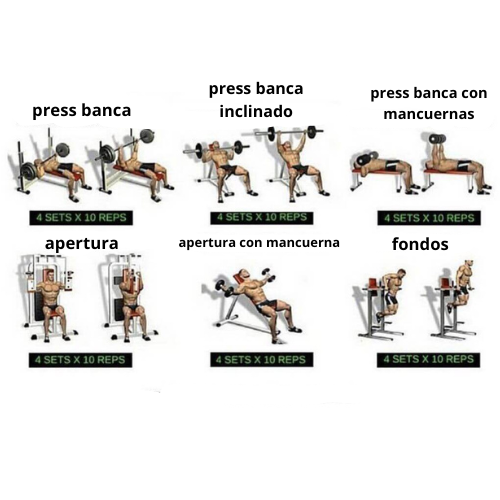 press banca
press banca
inclinado
press banca con
mancuernas
4 SETS X 10 REPS
4 SETS X 10 REPS
4 SETS X 10 REPS
apertura
apertura con mancuerna
fondos
4 SETS X 10 REPS
4 SETS X 10 REPS
4 SETS X 10 REPS